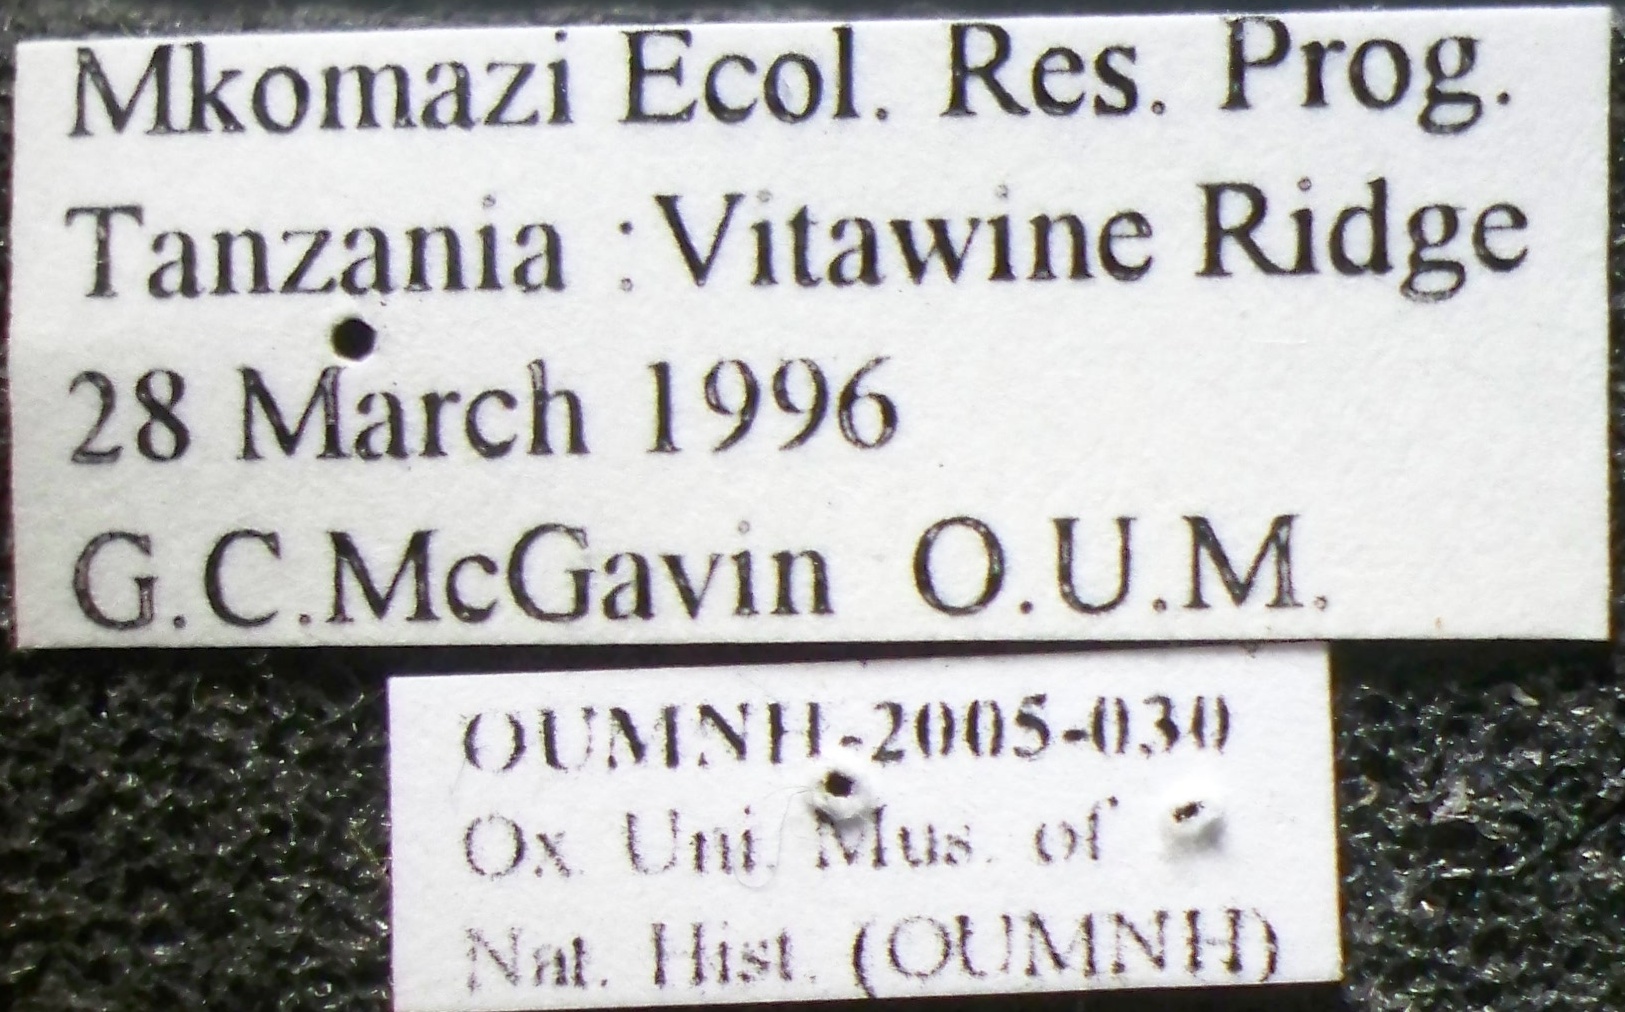 Mkomazi Ecol. Res. Prog.
Tanzania : Vitawine Ridge
28 March 1996
G.C.McGavin O.U.M.
OUMNH-2005-030
Ox. Uni. Mus. of
Nat. Hist. (OUMNH)